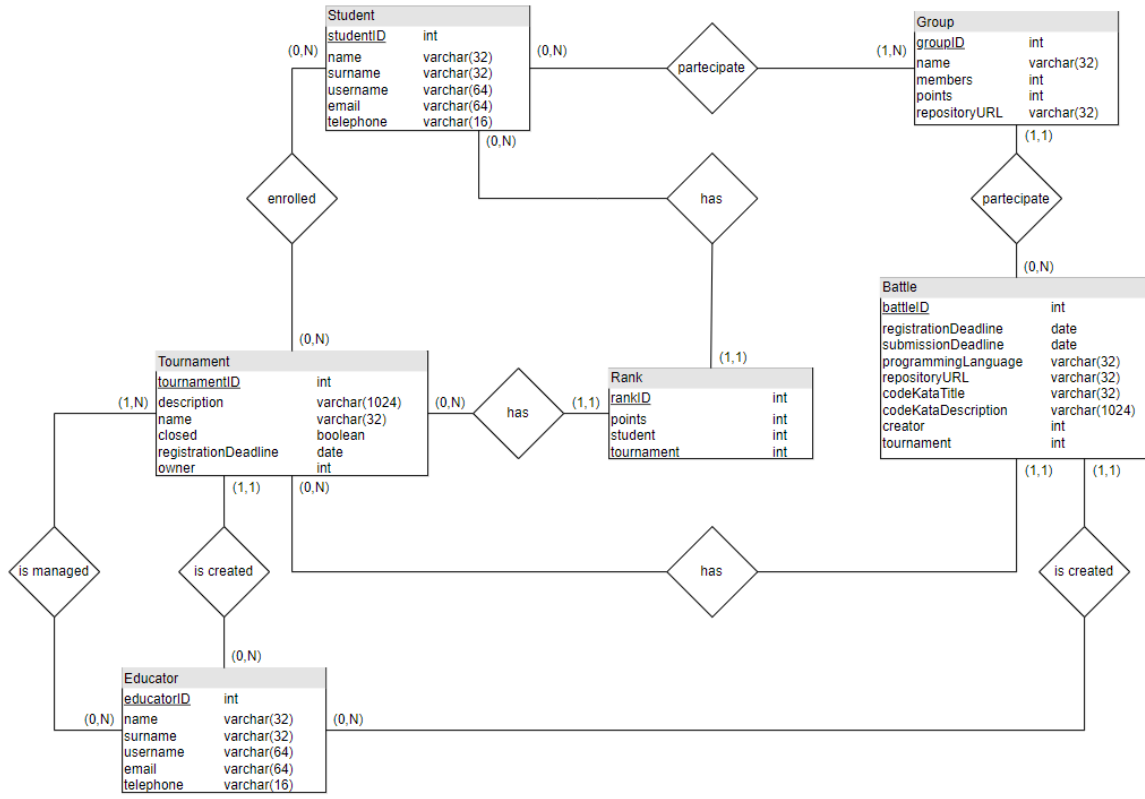 Student
studentID int
name varchar(32)
surname varchar(32)
username varchar(64)
email varchar(64)
telephone varchar(16)
(0,N)
(0,N)
(0,N)
partecipate
(1,N)
Group
groupID int
name varchar(32)
members int
points int
repositoryURL varchar(32)
(1,1)
enrolled
has
partecipate
(0,N)
(0,N)
(1,1)
Battle
battleID int
registrationDeadline date
submissionDeadline date
programmingLanguage varchar(32)
repositoryURL varchar(32)
codeKataTitle varchar(32)
codeKataDescription varchar(1024)
creator int
tournament int
(1,1)
(1,1)
Tournament
tournamentID int
description varchar(1024)
name varchar(32)
closed boolean
registrationDeadline date
owner int
(1,N)
(0,N)
has
(1,1)
Rank
rankID int
points int
student int
tournament int
(1,1)
(0,N)
is managed
is created
has
is created
(0,N)
Educator
educatorID int
name varchar(32)
surname varchar(32)
username varchar(64)
email varchar(64)
telephone varchar(16)
(0,N)
(0,N)